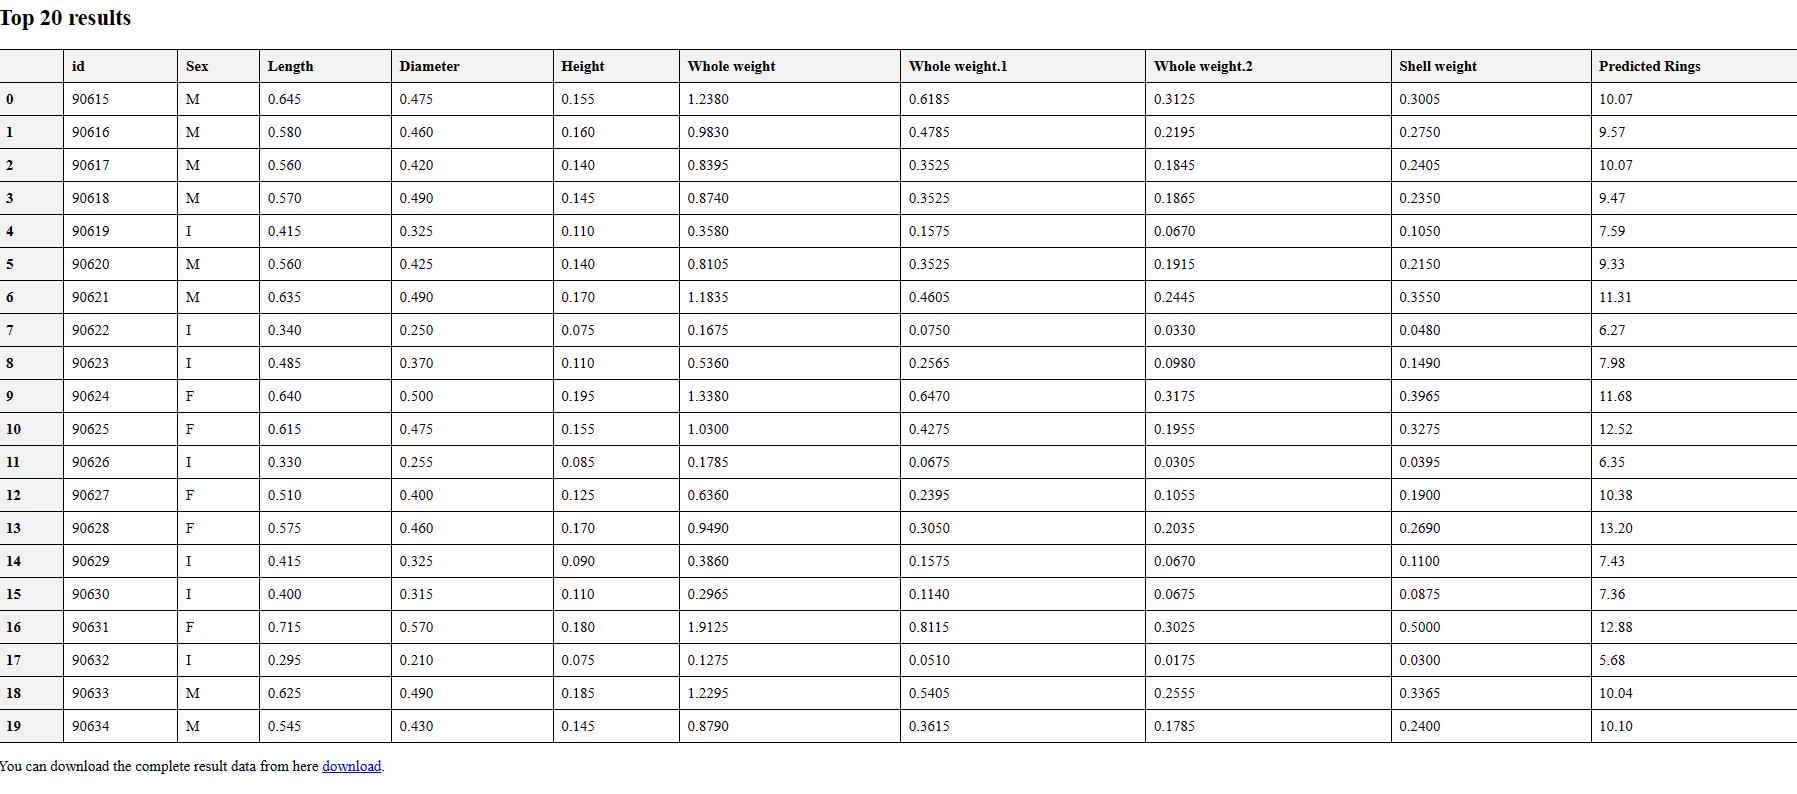 Top 20 results
id Sex Length Diameter Height Whole weight Whole weight.1 Whole weight.2 Shell weight Predicted Rings
0 90615 M 0.645 0.475 0.155 1.2380 0.6185 0.3125 0.3005 10.07
1 90616 M 0.580 0.460 0.160 0.9830 0.4785 0.2195 0.2750 9.57
2 90617 M 0.560 0.420 0.140 0.8395 0.3525 0.1845 0.2405 10.07
3 90618 M 0.570 0.490 0.145 0.8740 0.3525 0.1865 0.2350 9.47
4 90619 I 0.415 0.325 0.110 0.3580 0.1575 0.0670 0.1050 7.59
5 90620 M 0.560 0.425 0.140 0.8105 0.3525 0.1915 0.2150 9.33
6 90621 M 0.635 0.490 0.170 1.1835 0.4605 0.2445 0.3550 11.31
7 90622 I 0.340 0.250 0.075 0.1675 0.0750 0.0330 0.0480 6.27
8 90623 I 0.485 0.370 0.110 0.5360 0.2565 0.0980 0.1490 7.98
9 90624 F 0.640 0.500 0.195 1.3380 0.6470 0.3175 0.3965 11.68
10 90625 F 0.615 0.475 0.155 1.0300 0.4275 0.1955 0.3275 12.52
11 90626 I 0.330 0.255 0.085 0.1785 0.0675 0.0305 0.0395 6.35
12 90627 F 0.510 0.400 0.125 0.6360 0.2395 0.1055 0.1900 10.38
13 90628 F 0.575 0.460 0.170 0.9490 0.3050 0.2035 0.2690 13.20
14 90629 I 0.415 0.325 0.090 0.3860 0.1575 0.0670 0.1100 7.43
15 90630 I 0.400 0.315 0.110 0.2965 0.1140 0.0675 0.0875 7.36
16 90631 F 0.715 0.570 0.180 1.9125 0.8115 0.3025 0.5000 12.88
17 90632 I 0.295 0.210 0.075 0.1275 0.0510 0.0175 0.0300 5.68
18 90633 M 0.625 0.490 0.185 1.2295 0.5405 0.2555 0.3365 10.04
19 90634 M 0.545 0.430 0.145 0.8790 0.3615 0.1785 0.2400 10.10
You can download the complete result data from here download.